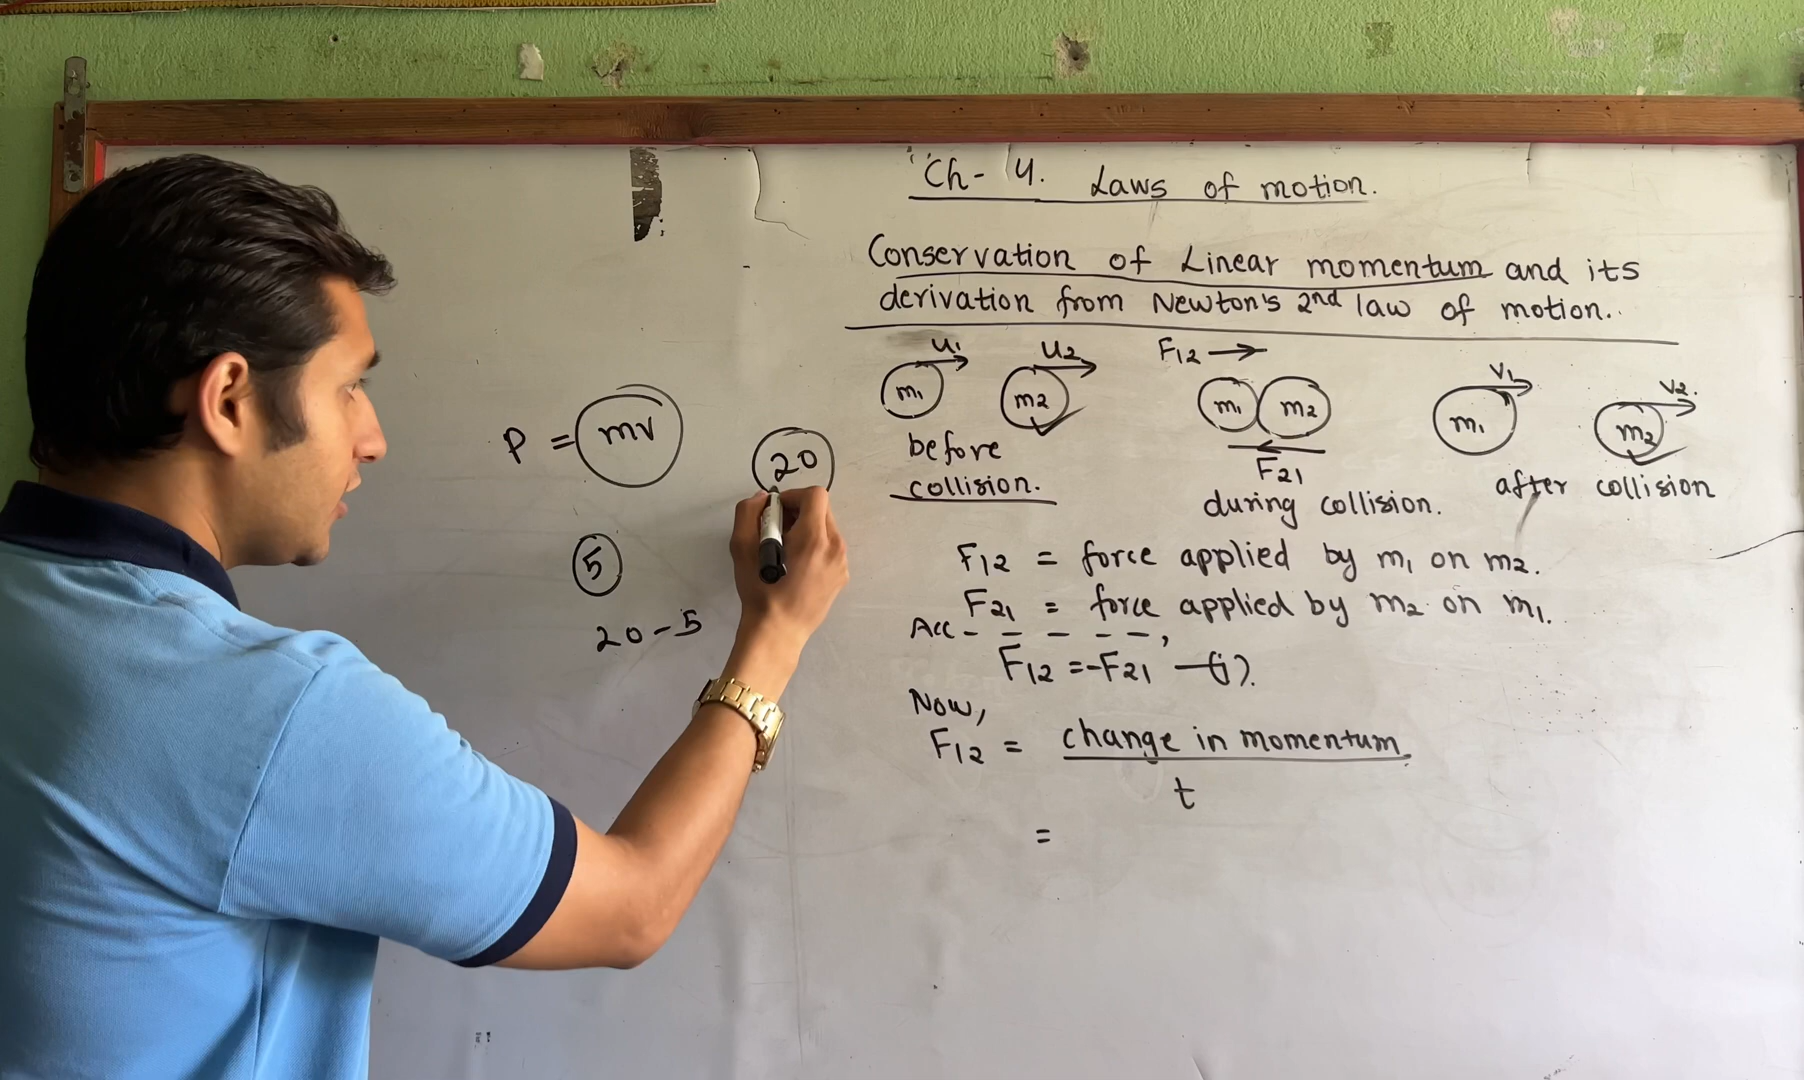 Ch- 4. Laws of motion.
Conservation of Linear momentum and its
derivation from Newton's 2nd law of motion..
u1 u2 F12 v1 v2.
m1 m2 m1 m2 m1 m2
F21
before
collision.
during collision.
after collision
P = mv
20
5
20-5
F12 = force applied by m1 on m2.
F21 = force applied by m2 on m1.
Acc - - - - -,
F12 = -F21 —(i).
Now,
F12 = change in momentum
t
=